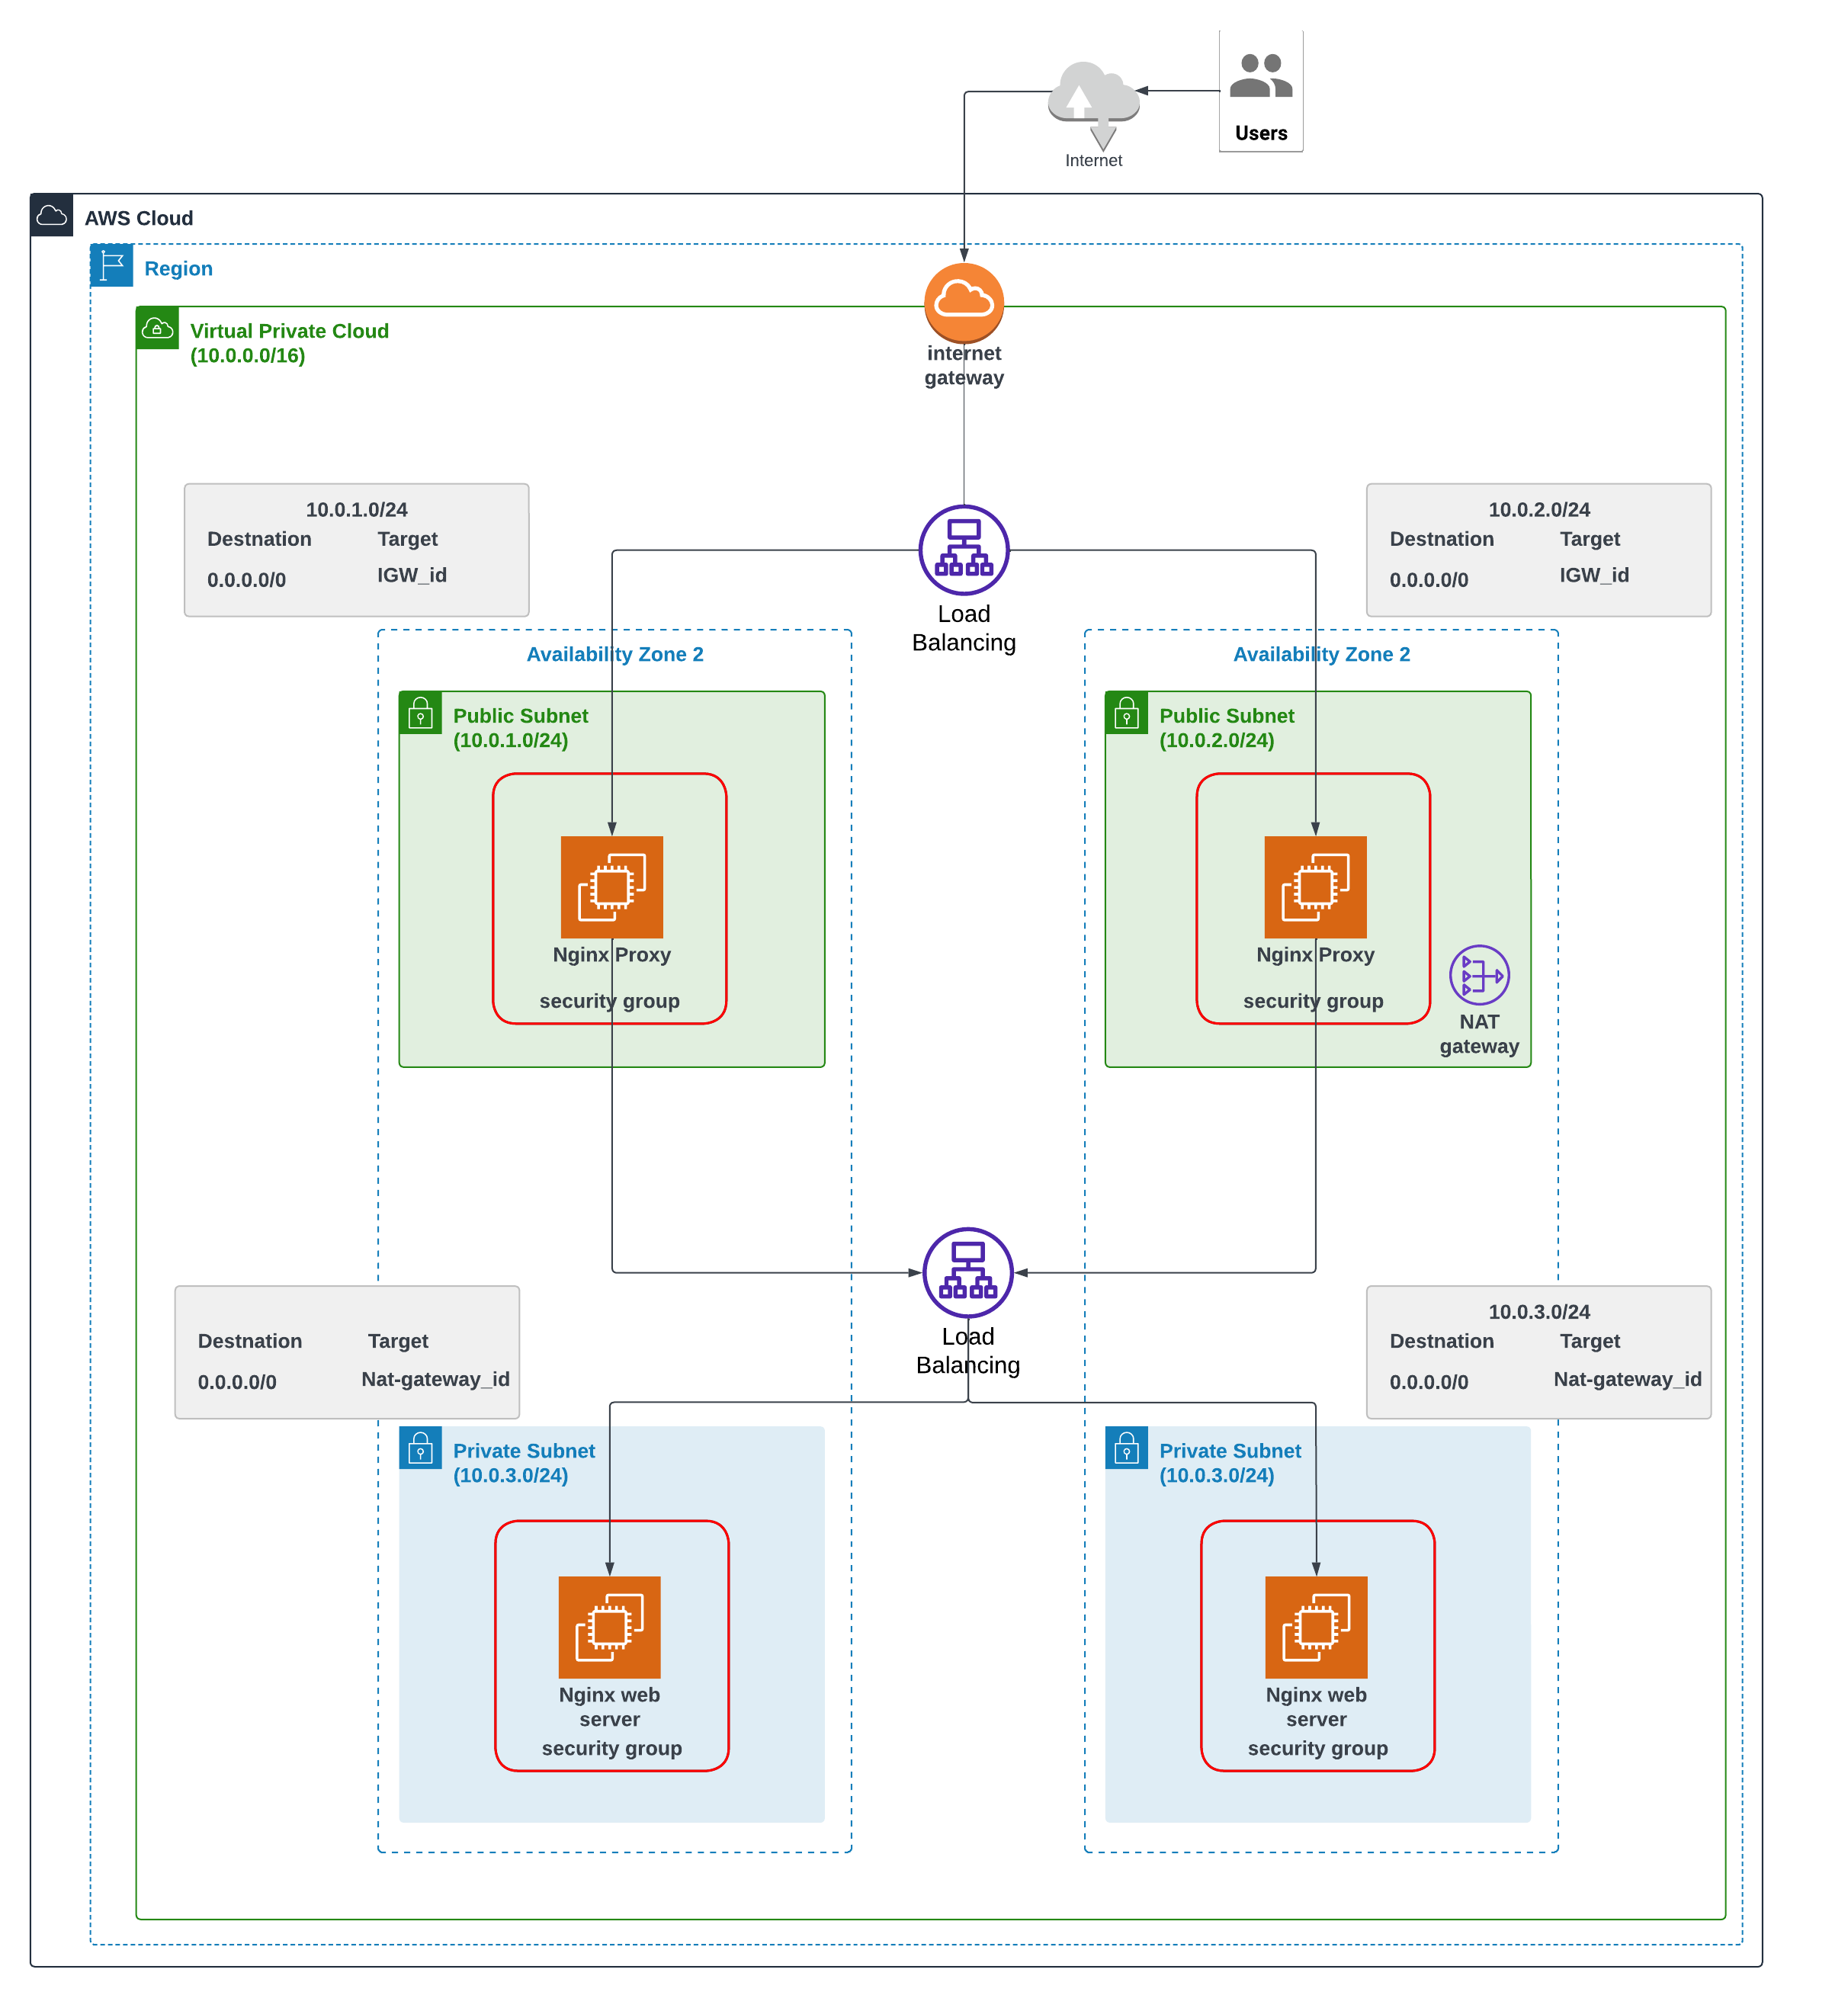 Users
Internet
AWS Cloud
Region
Virtual Private Cloud
(10.0.0.0/16)
internet
gateway
10.0.1.0/24
Destnation Target
0.0.0.0/0 IGW_id
10.0.2.0/24
Destnation Target
0.0.0.0/0 IGW_id
Load
Balancing
Availability Zone 2
Availability Zone 2
Public Subnet
(10.0.1.0/24)
Public Subnet
(10.0.2.0/24)
Nginx Proxy
security group
Nginx Proxy
security group
NAT
gateway
Load
Balancing
Destnation Target
0.0.0.0/0 Nat-gateway_id
10.0.3.0/24
Destnation Target
0.0.0.0/0 Nat-gateway_id
Private Subnet
(10.0.3.0/24)
Private Subnet
(10.0.3.0/24)
Nginx web
server
security group
Nginx web
server
security group